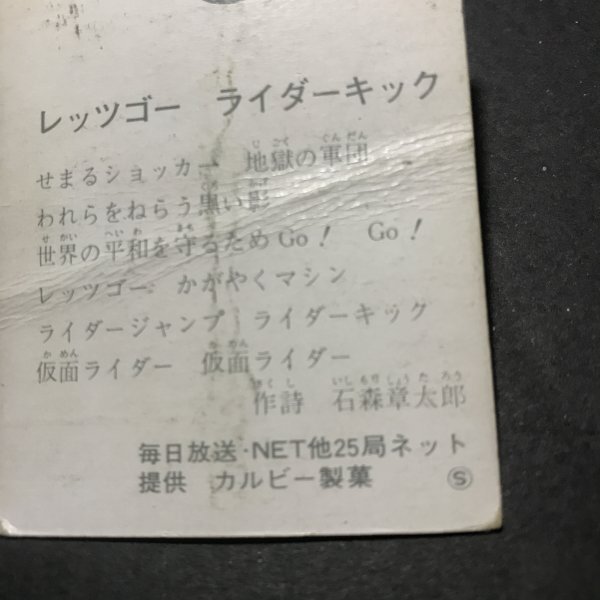 レッツゴー ライダーキック
せまるショッカー 地獄の軍団
われらをねらう黒い影
世界の平和を守るため Go! Go!
レッツゴー かがやくマシン
ライダージャンプ ライダーキック
仮面ライダー 仮面ライダー
作詩 石森章太郎
毎日放送・NET他25局ネット
提供 カルビー製菓 Ⓢ